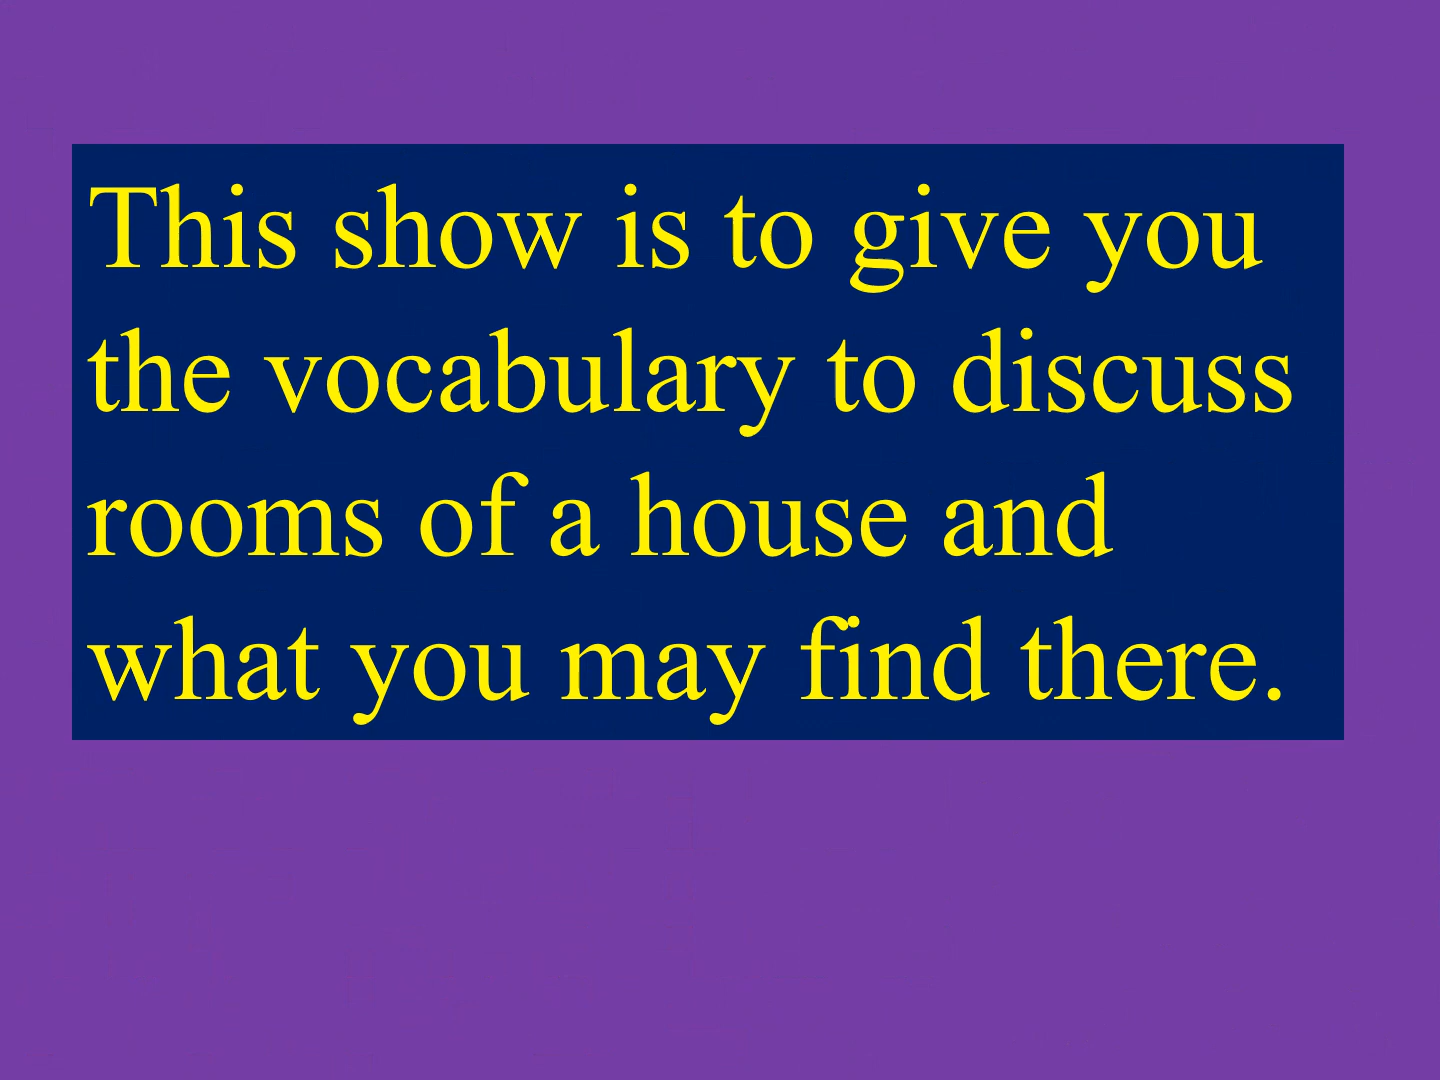 This show is to give you
the vocabulary to discuss
rooms of a house and
what you may find there.